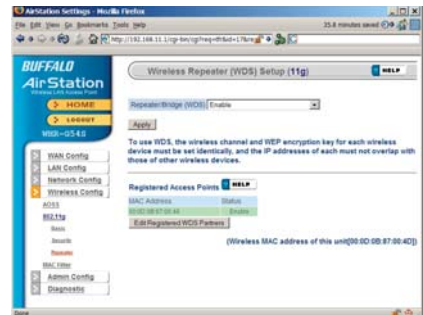 AirStation Settings - Mozilla Firefox
File Edit View Go Bookmarks Tools Help
25.8 minutes saved
BUFFALO
AirStation
Wireless Repeater (WDS) Setup (11g)
HELP
HOME
LOGOUT
Repeater/Bridge (WDS) Enable
Apply
To use WDS, the wireless channel and WEP encryption key for each wireless
device must be set identically, and the IP addresses of each must not overlap with
those of other wireless devices.
WAN Config
LAN Config
Network Config
Wireless Config
AOSS
802.11g
Basic
Security
Repeater
MAC Filter
Admin Config
Diagnostic
Registered Access Points HELP
MAC Address Status
Enable
Edit Registered WDS Partners
(Wireless MAC address of this unit[00:0D:0B:87:00:4D])
Done